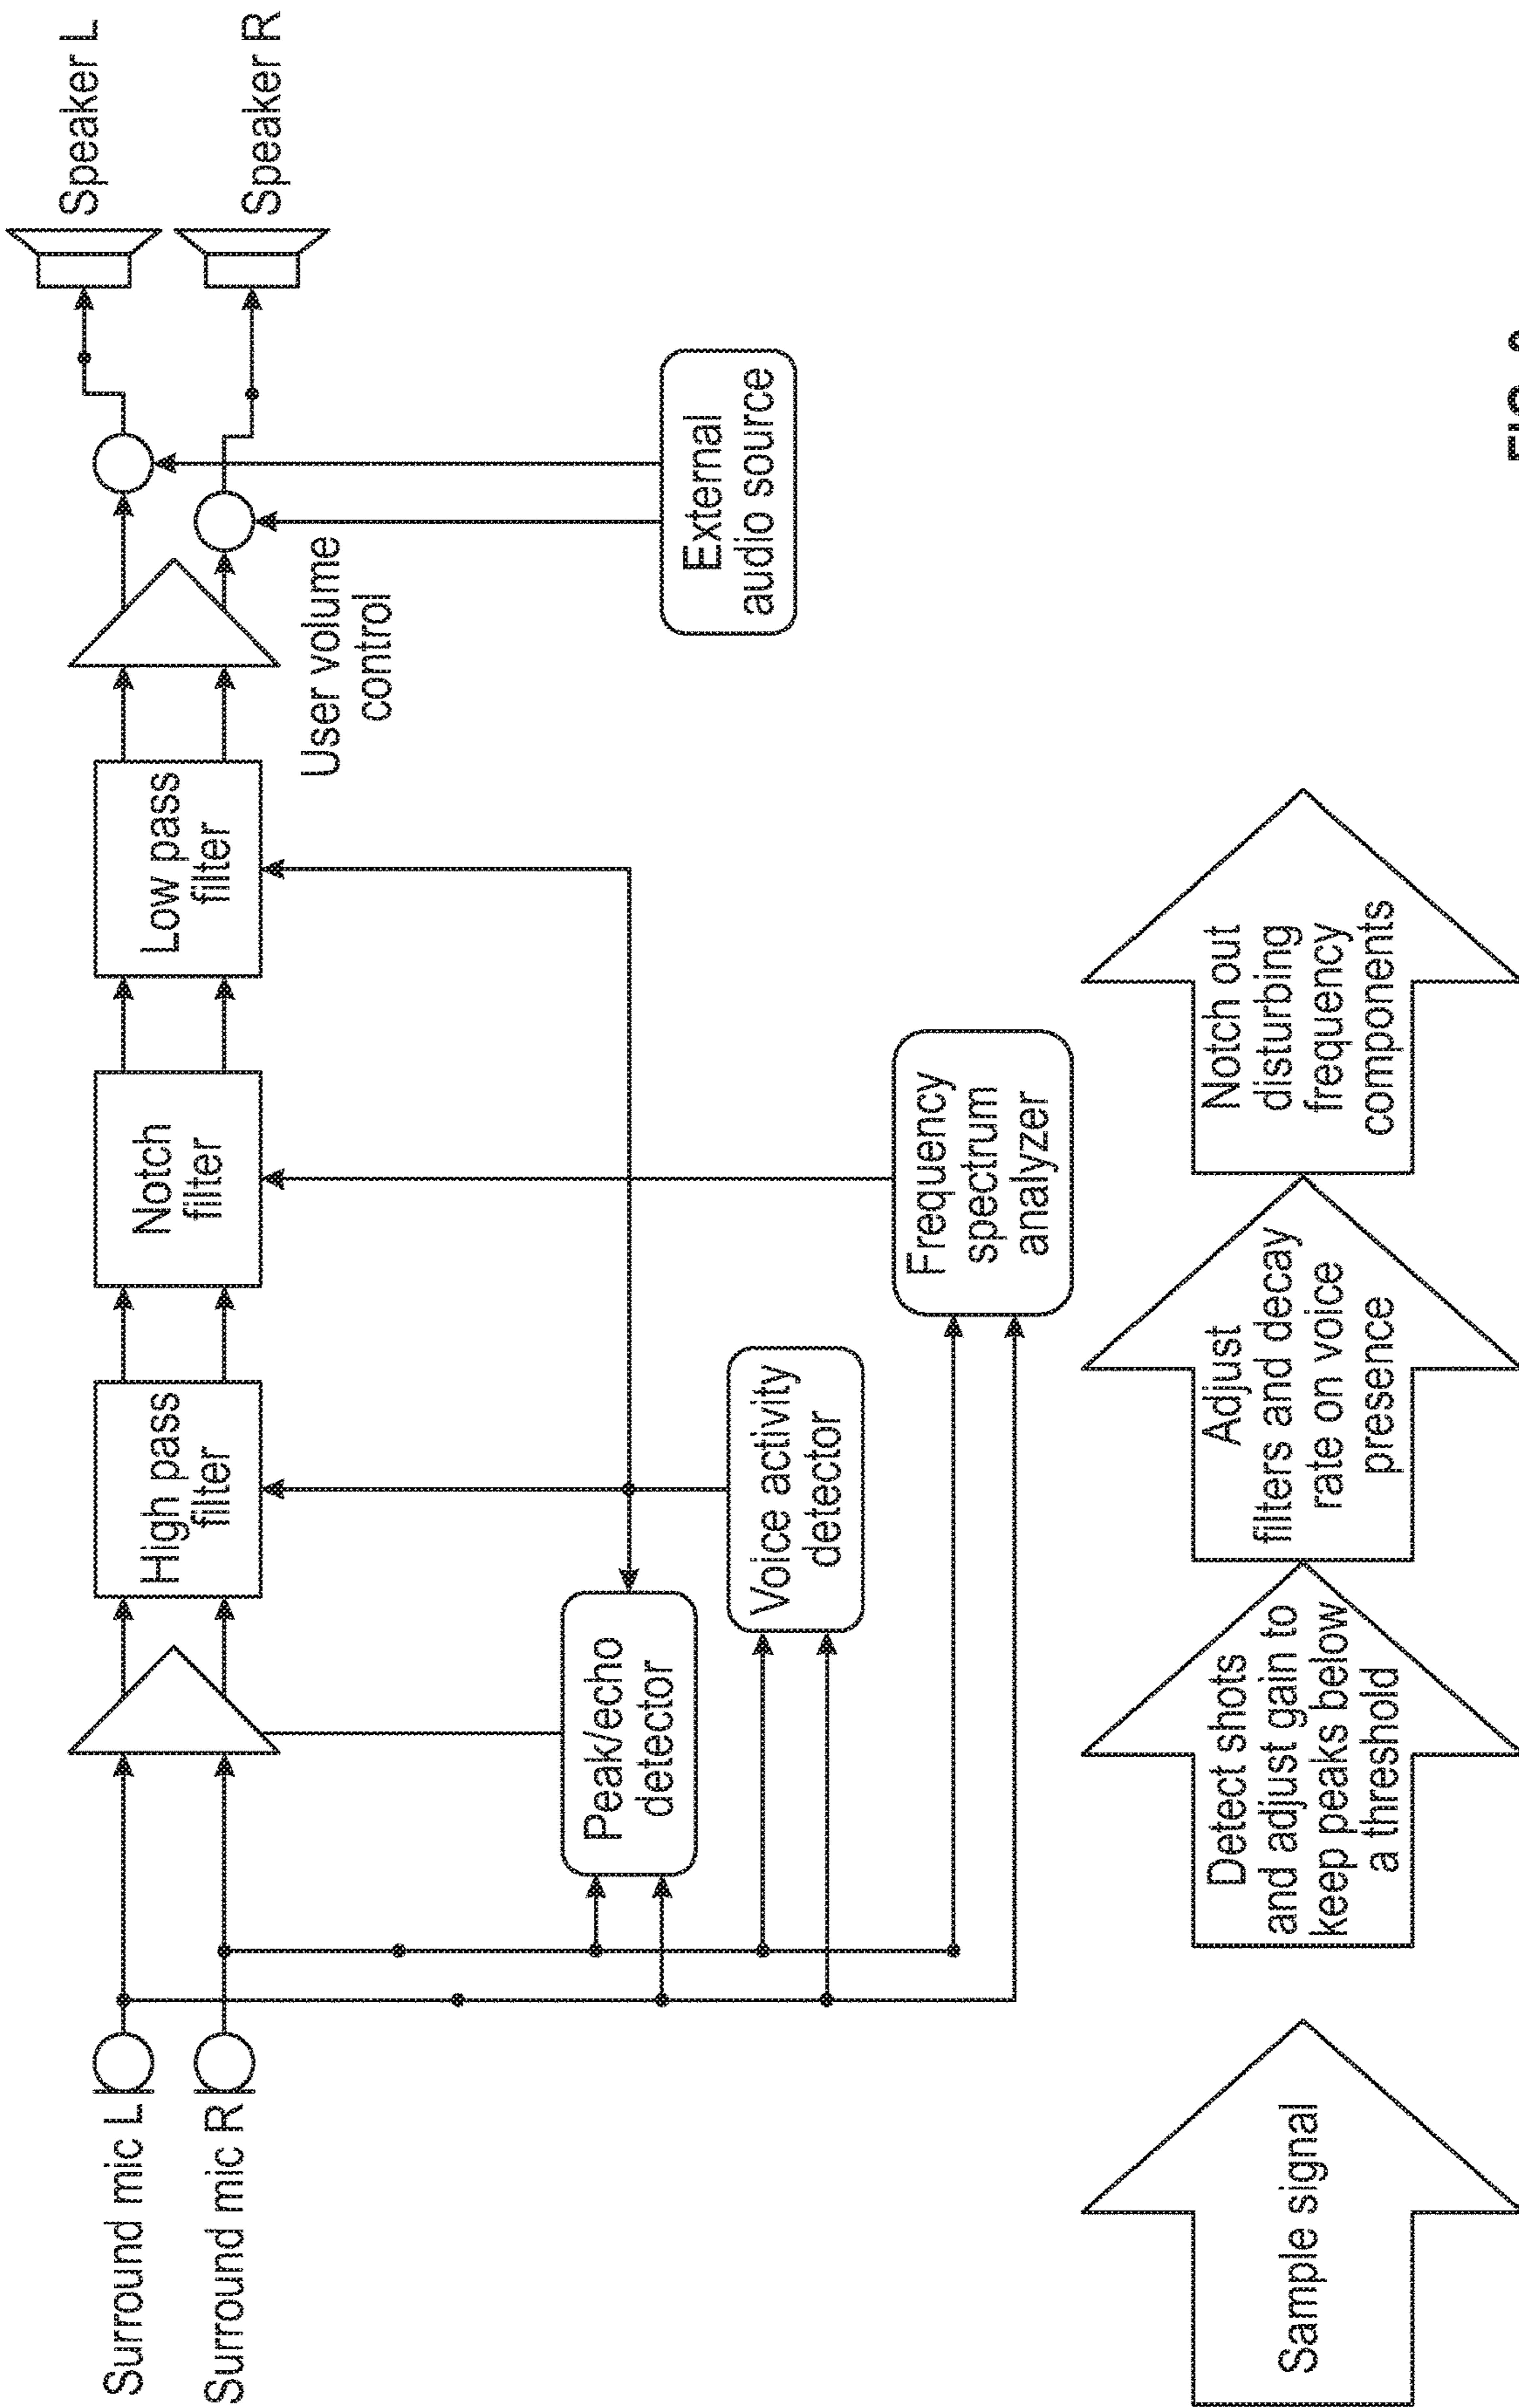 Surround mic L
Surround mic R
High pass
filter
Notch
filter
Low pass
filter
User volume
control
Speaker L
Speaker R
Peak/echo
detector
Voice activity
detector
Frequency
spectrum
analyzer
External
audio source
Sample signal
Detect shots
and adjust gain to
keep peaks below
a threshold
Adjust
filters and decay
rate on voice
presence
Notch out
disturbing
frequency
components